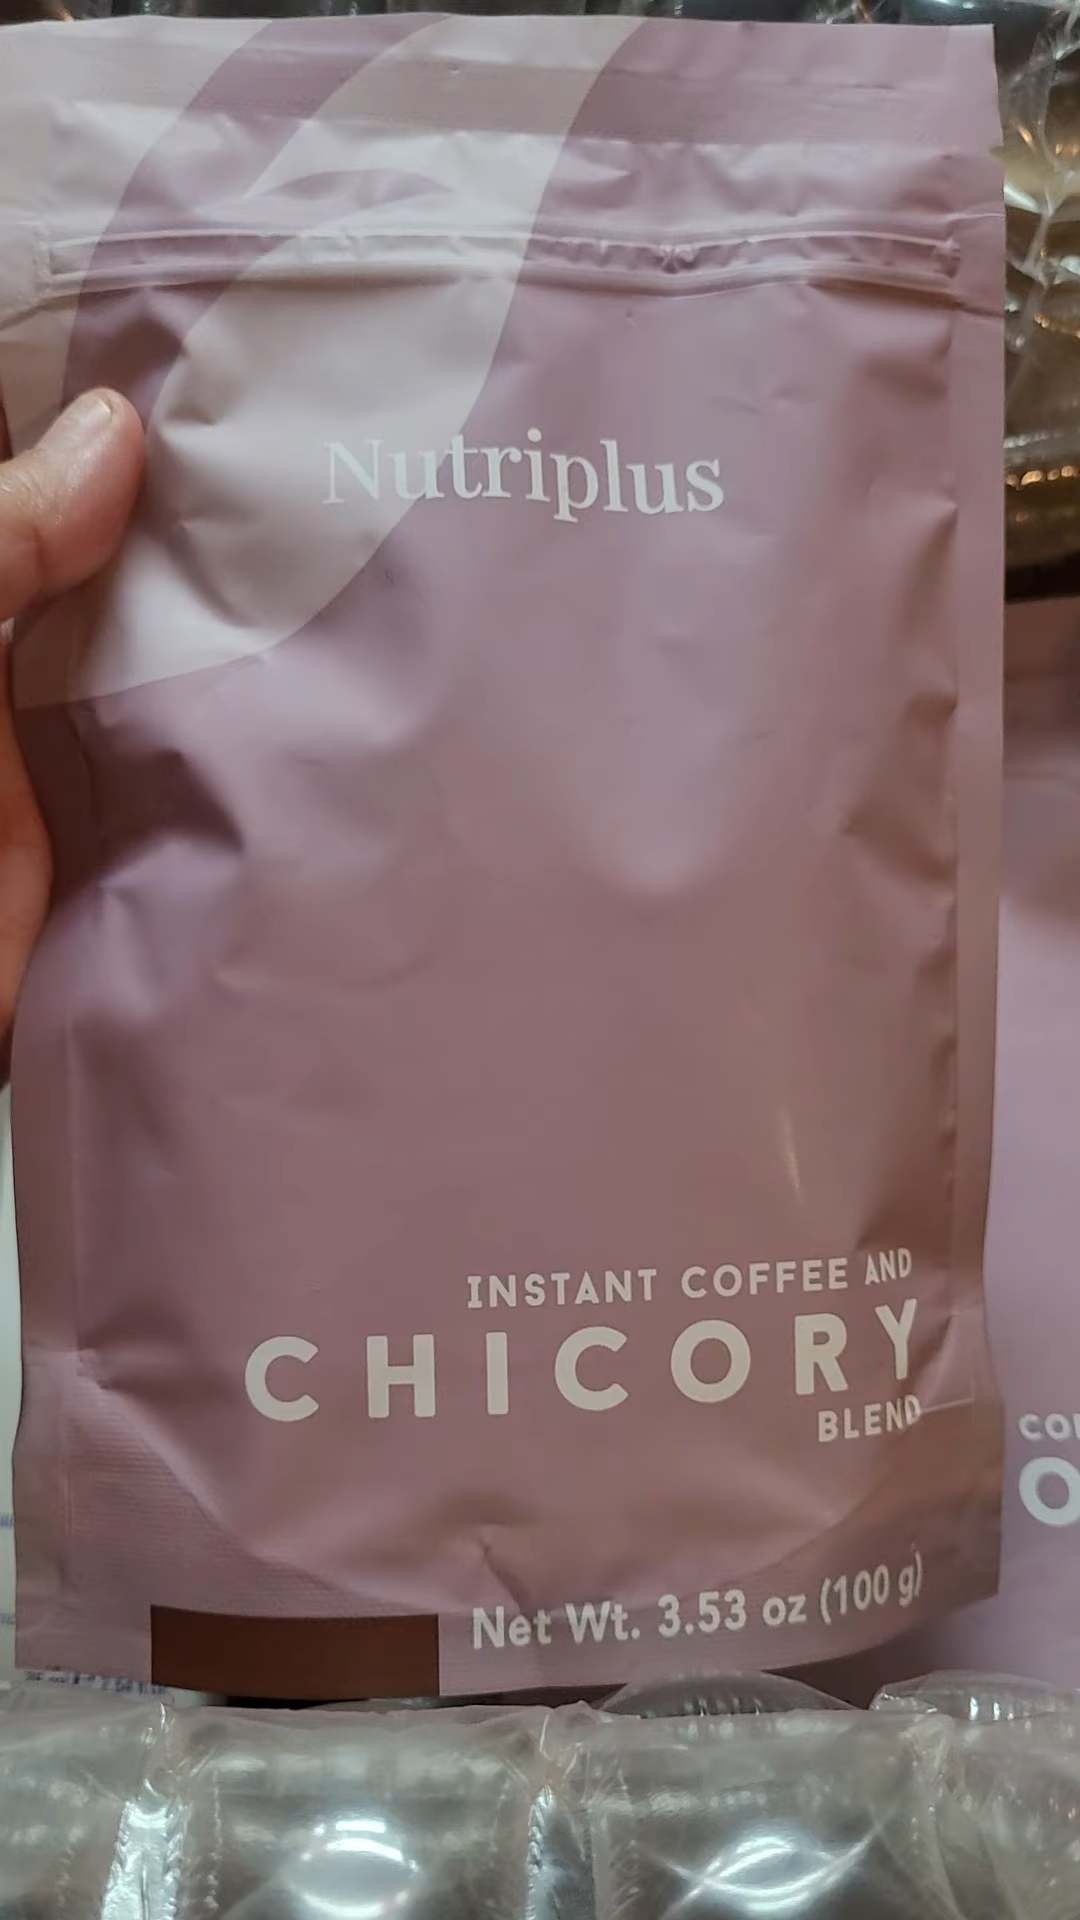 Nutriplus
INSTANT COFFEE AND
CHICORY
BLEND
Net Wt. 3.53 oz (100 g)